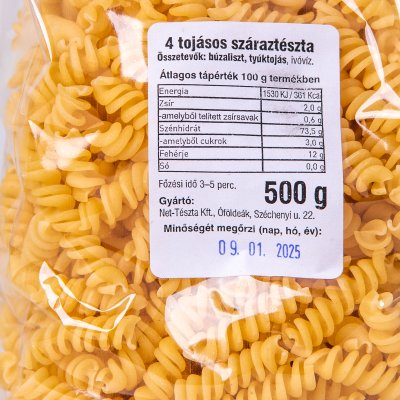 4 tojásos száraztészta
Összetevők: búzaliszt, tyúktojás, ivóvíz.
Átlagos tápérték 100 g termékben
Energia 1530 KJ / 361 Kcal
Zsír 2,0 g
-amelyből telített zsírsavak 0,6 g
Szénhidrát 73,5 g
-amelyből cukrok 3,0 g
Fehérje 12 g
Só 0,0 g
Főzési idő 3–5 perc.
500 g
Gyártó:
Net-Tészta Kft., Óföldeák, Széchenyi u. 22.
Minőségét megőrzi (nap, hó, év):
09. 01. 2025